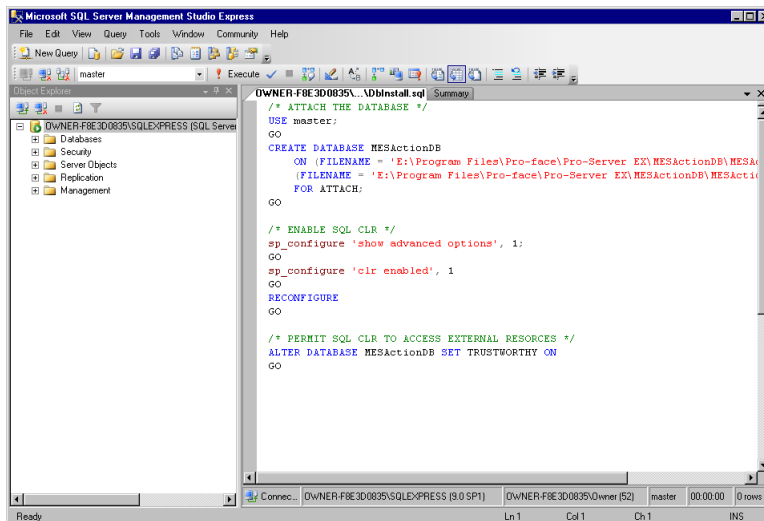 Microsoft SQL Server Management Studio Express
File Edit View Query Tools Window Community Help
New Query
master Execute
Object Explorer
OWNER-F8E3D0835\...\DbInstall.sql Summary
OWNER-F8E3D0835\SQLEXPRESS (SQL Server
Databases
Security
Server Objects
Replication
Management
/* ATTACH THE DATABASE */
USE master;
GO
CREATE DATABASE MESActionDB
ON (FILENAME = 'E:\Program Files\Pro-face\Pro-Server EX\MESActionDB\MESA
(FILENAME = 'E:\Program Files\Pro-face\Pro-Server EX\MESActionDB\MESActi
FOR ATTACH;
GO
/* ENABLE SQL CLR */
sp_configure 'show advanced options', 1;
GO
sp_configure 'clr enabled', 1
GO
RECONFIGURE
GO
/* PERMIT SQL CLR TO ACCESS EXTERNAL RESORCES */
ALTER DATABASE MESActionDB SET TRUSTWORTHY ON
GO
Connec... OWNER-F8E3D0835\SQLEXPRESS (9.0 SP1) OWNER-F8E3D0835\Owner (52) master 00:00:00 0 rows
Ready Ln 1 Col 1 Ch 1 INS